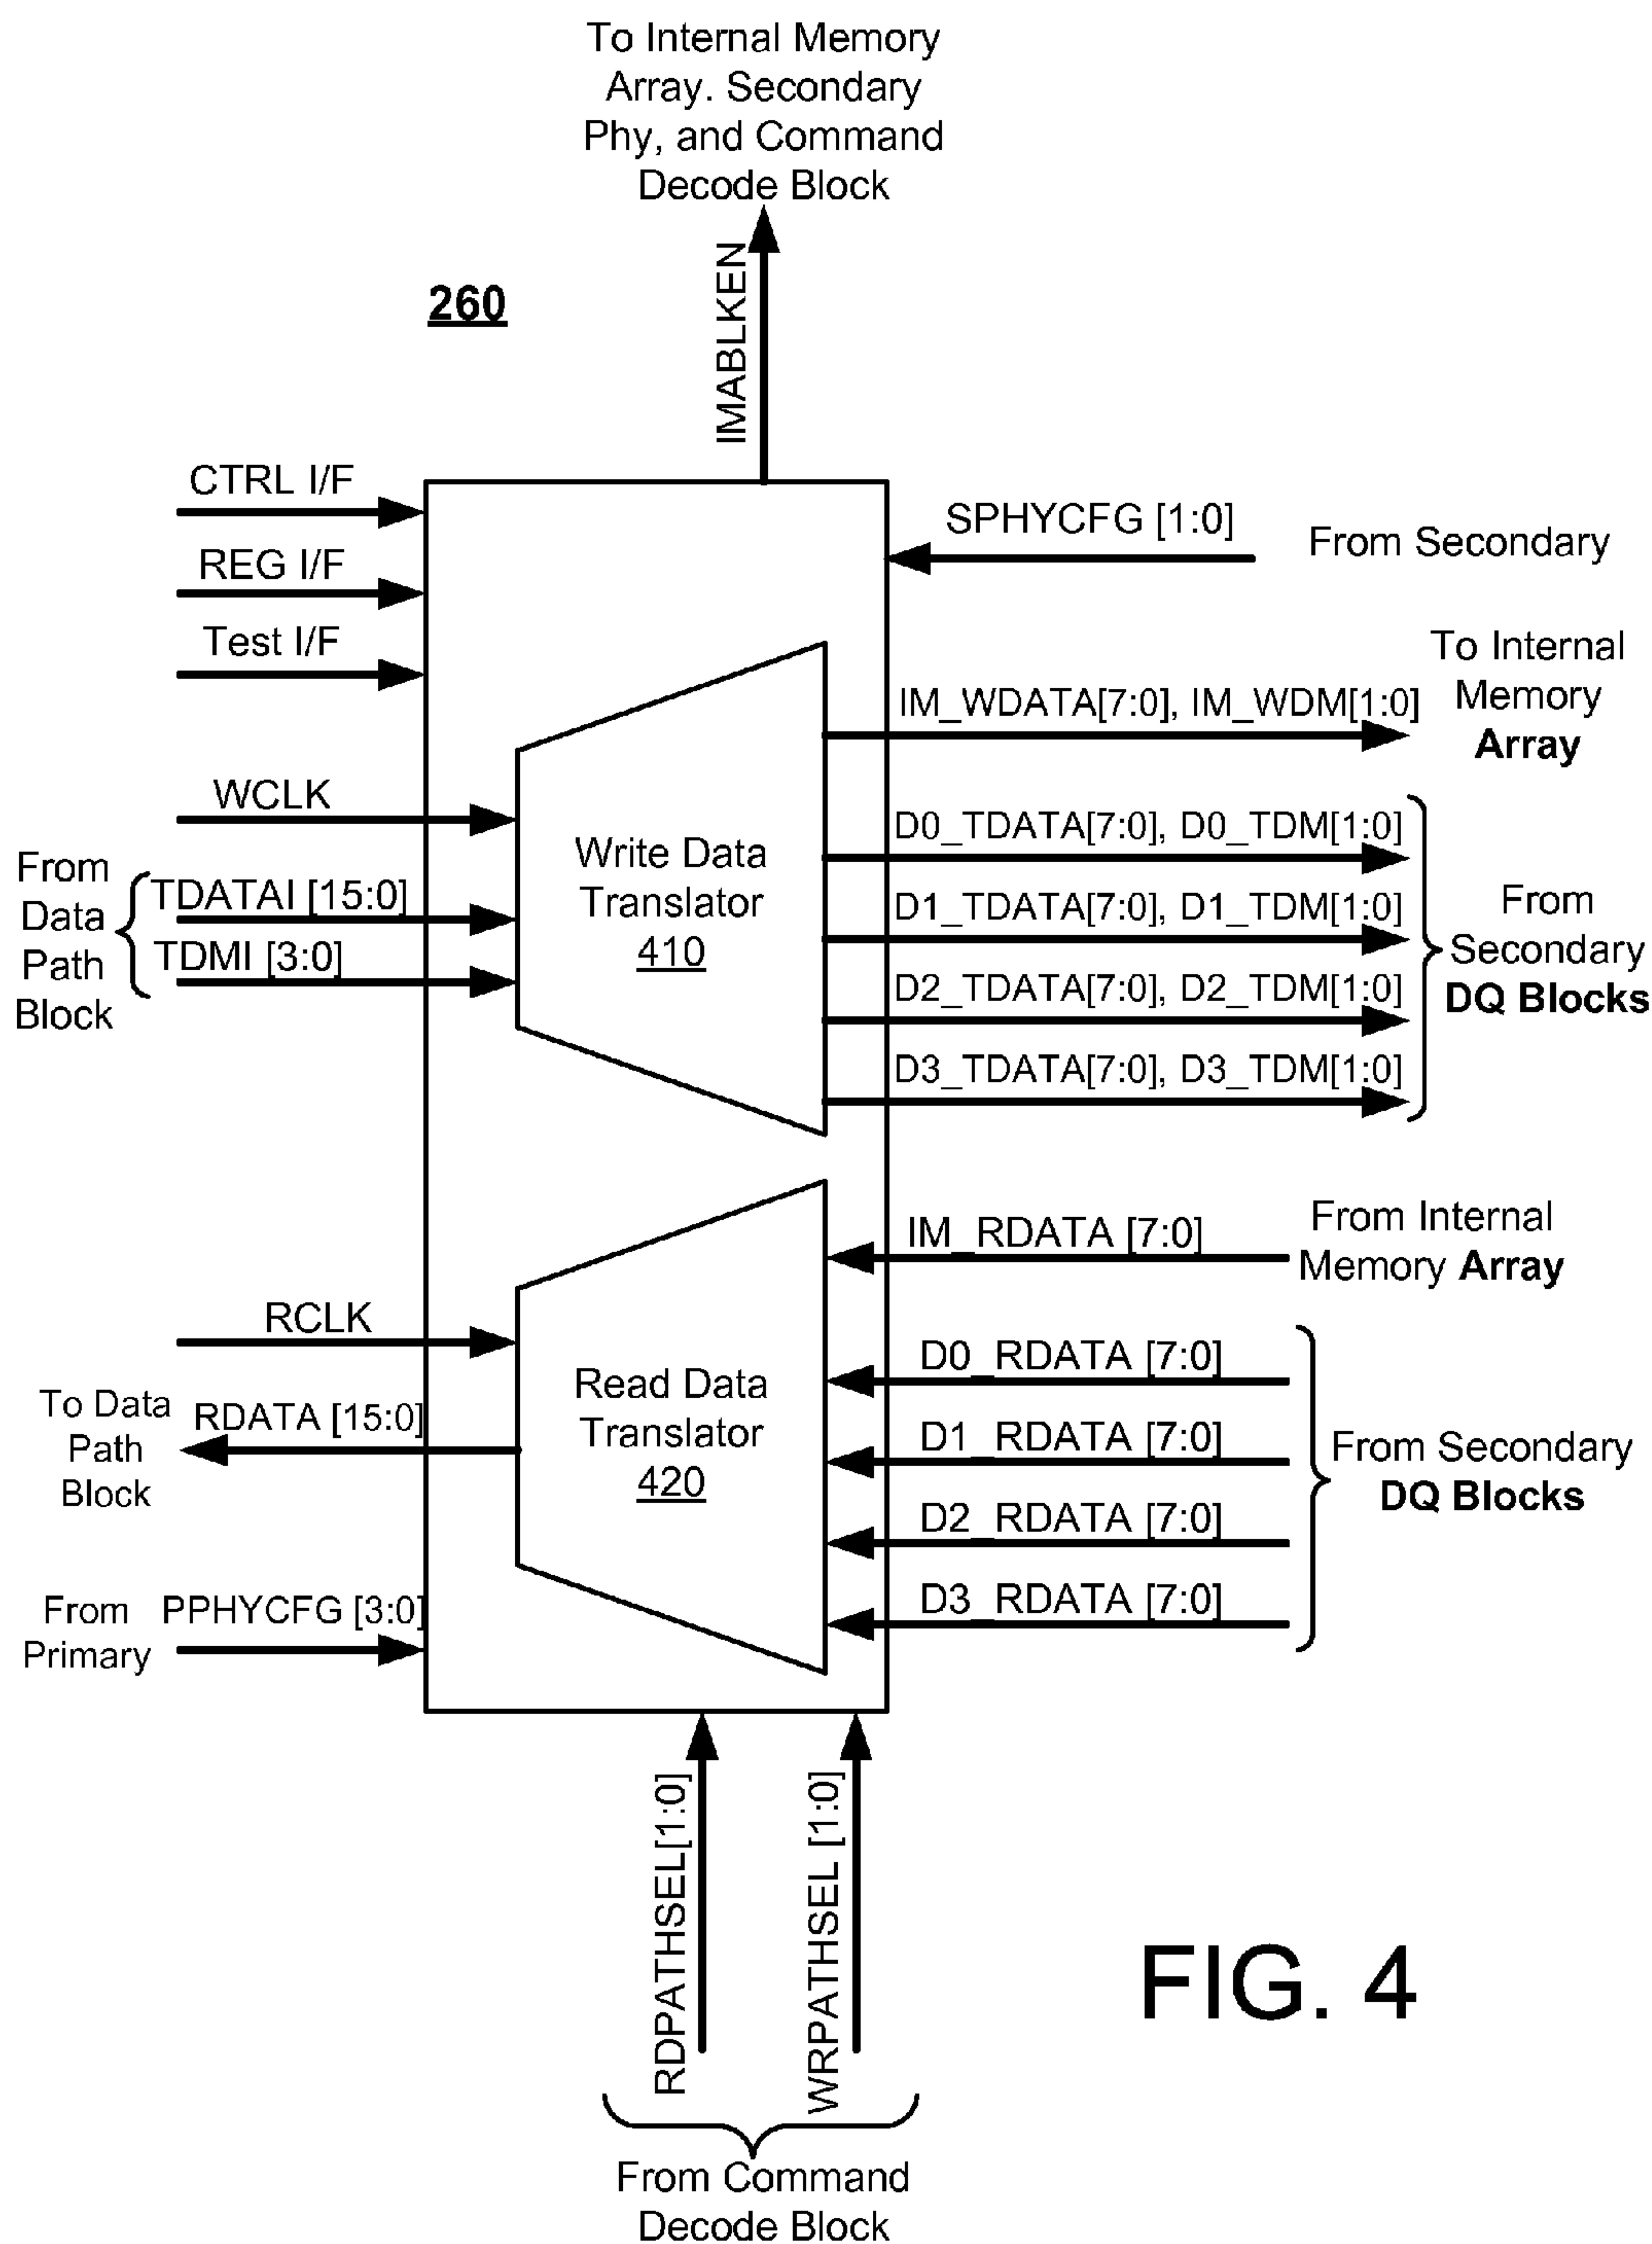 To Internal Memory
Array. Secondary
Phy, and Command
Decode Block
IMABLKEN
260
CTRL I/F
REG I/F
Test I/F
SPHYCFG [1:0]
From Secondary
To Internal
Memory
Array
IM_WDATA[7:0], IM_WDM[1:0]
WCLK
From
Data
Path
Block
TDATAI [15:0]
TDMI [3:0]
Write Data
Translator
410
D0_TDATA[7:0], D0_TDM[1:0]
D1_TDATA[7:0], D1_TDM[1:0]
D2_TDATA[7:0], D2_TDM[1:0]
D3_TDATA[7:0], D3_TDM[1:0]
From
Secondary
DQ Blocks
IM_RDATA [7:0]
From Internal
Memory Array
RCLK
To Data
Path
Block
RDATA [15:0]
Read Data
Translator
420
D0_RDATA [7:0]
D1_RDATA [7:0]
D2_RDATA [7:0]
D3_RDATA [7:0]
From Secondary
DQ Blocks
From
Primary
PPHYCFG [3:0]
RDPATHSEL[1:0]
WRPATHSEL [1:0]
From Command
Decode Block
FIG. 4